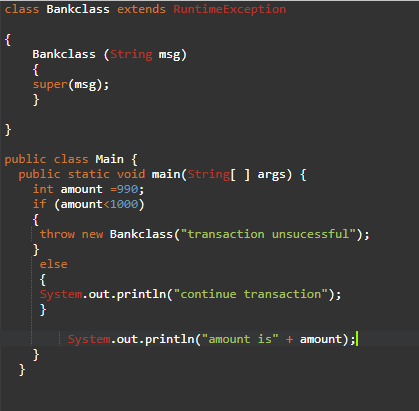 class Bankclass extends RuntimeException
{
Bankclass (String msg)
{
super(msg);
}
}
public class Main {
public static void main(String[ ] args) {
int amount =990;
if (amount<1000)
{
throw new Bankclass("transaction unsucessful");
}
else
{
System.out.println("continue transaction");
}
System.out.println("amount is" + amount);
}
}